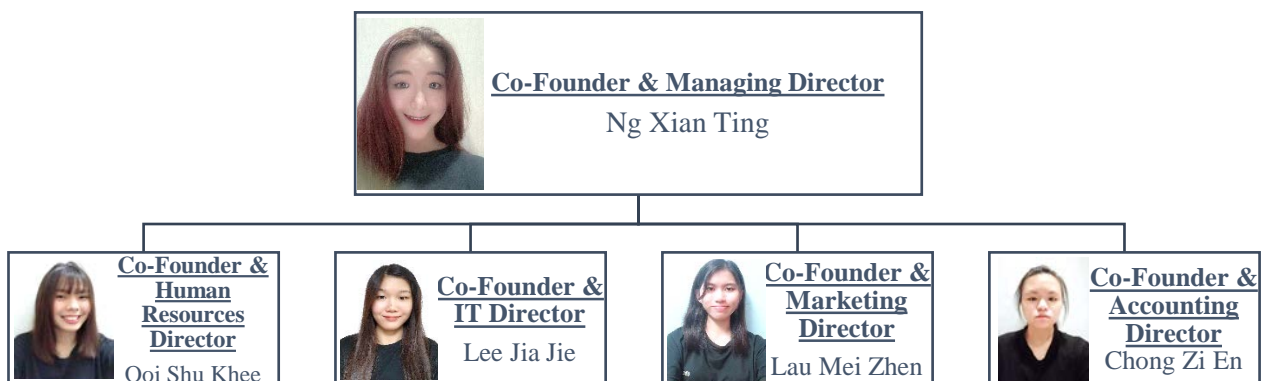 Co-Founder & Managing Director
Ng Xian Ting
Co-Founder &
Human
Resources
Director
Ooi Shu Khee
Co-Founder &
IT Director
Lee Jia Jie
Co-Founder &
Marketing
Director
Lau Mei Zhen
Co-Founder &
Accounting
Director
Chong Zi En